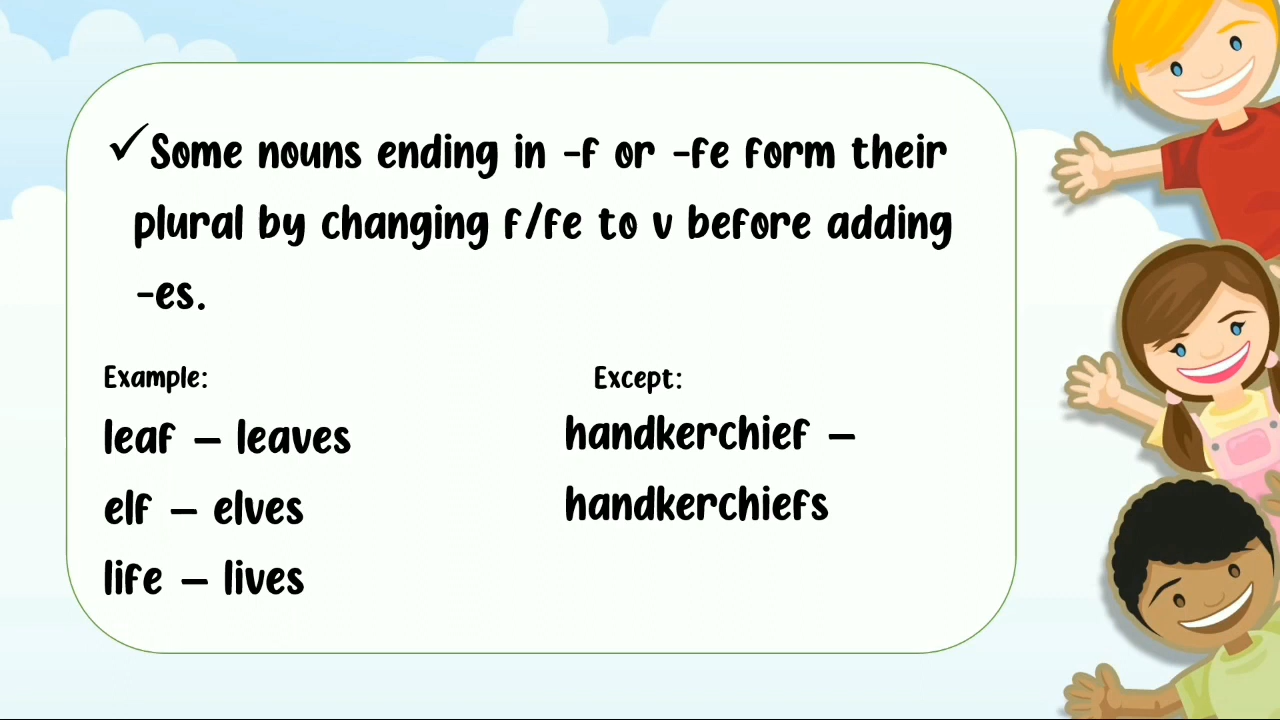 ✓Some nouns ending in -f or -fe form their
plural by changing f/fe to v before adding
-es.
Example:
leaf – leaves
elf – elves
life – lives
Except:
handkerchief –
handkerchiefs